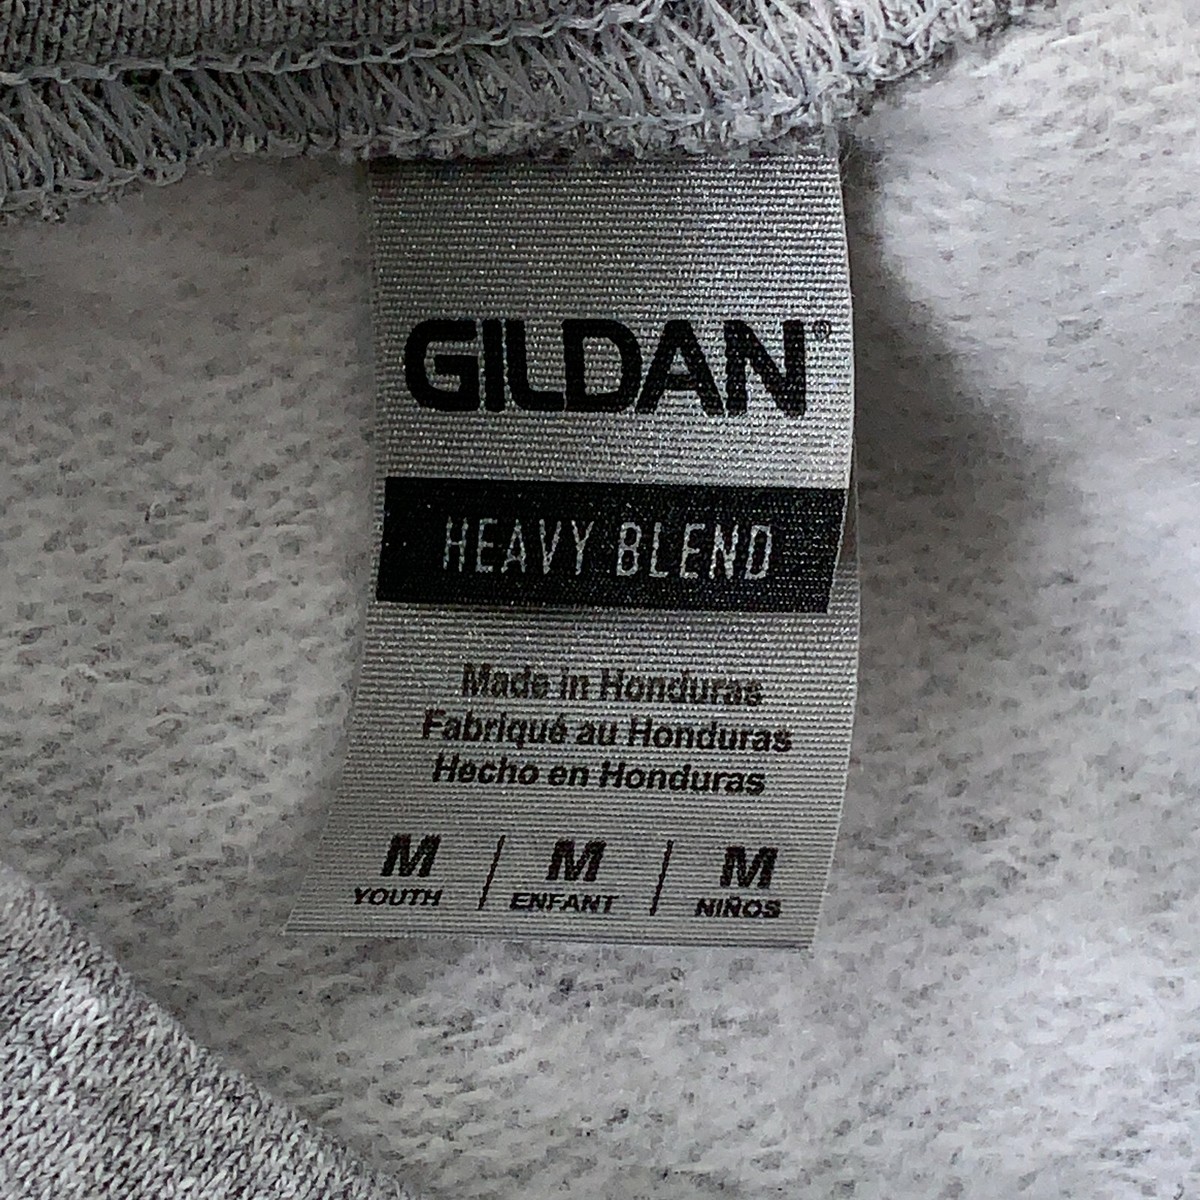 GILDAN®
HEAVY BLEND
Made in Honduras
Fabriqué au Honduras
Hecho en Honduras
M / M / M
YOUTH ENFANT NIÑOS